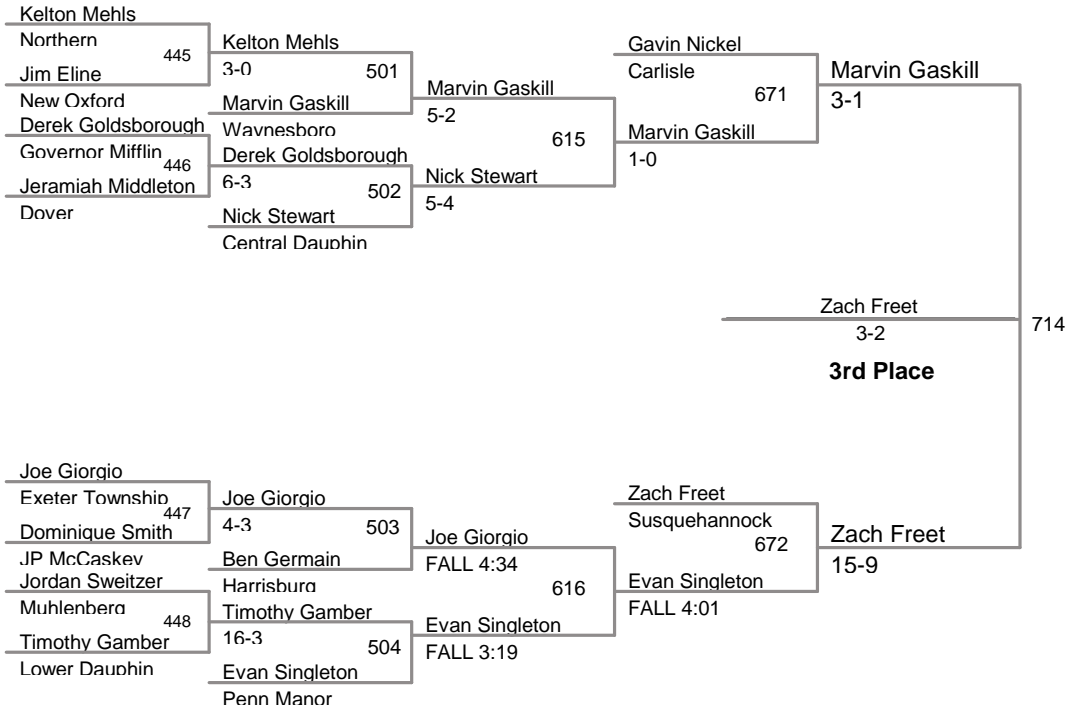 Kelton Mehls
Northern
445
Jim Eline
New Oxford
Derek Goldsborough
Governor Mifflin
446
Jeramiah Middleton
Dover
Kelton Mehls
3-0
501
Marvin Gaskill
Waynesboro
Derek Goldsborough
6-3
502
Nick Stewart
Central Dauphin
Marvin Gaskill
5-2
615
Nick Stewart
5-4
Gavin Nickel
Carlisle
671
Marvin Gaskill
1-0
Marvin Gaskill
3-1
Zach Freet
3-2
714
3rd Place
Joe Giorgio
Exeter Township
447
Dominique Smith
JP McCaskey
Jordan Sweitzer
Muhlenberg
448
Timothy Gamber
Lower Dauphin
Joe Giorgio
4-3
503
Ben Germain
Harrisburg
Timothy Gamber
16-3
504
Evan Singleton
Penn Manor
Joe Giorgio
FALL 4:34
616
Evan Singleton
FALL 3:19
Zach Freet
Susquehannock
672
Evan Singleton
FALL 4:01
Zach Freet
15-9